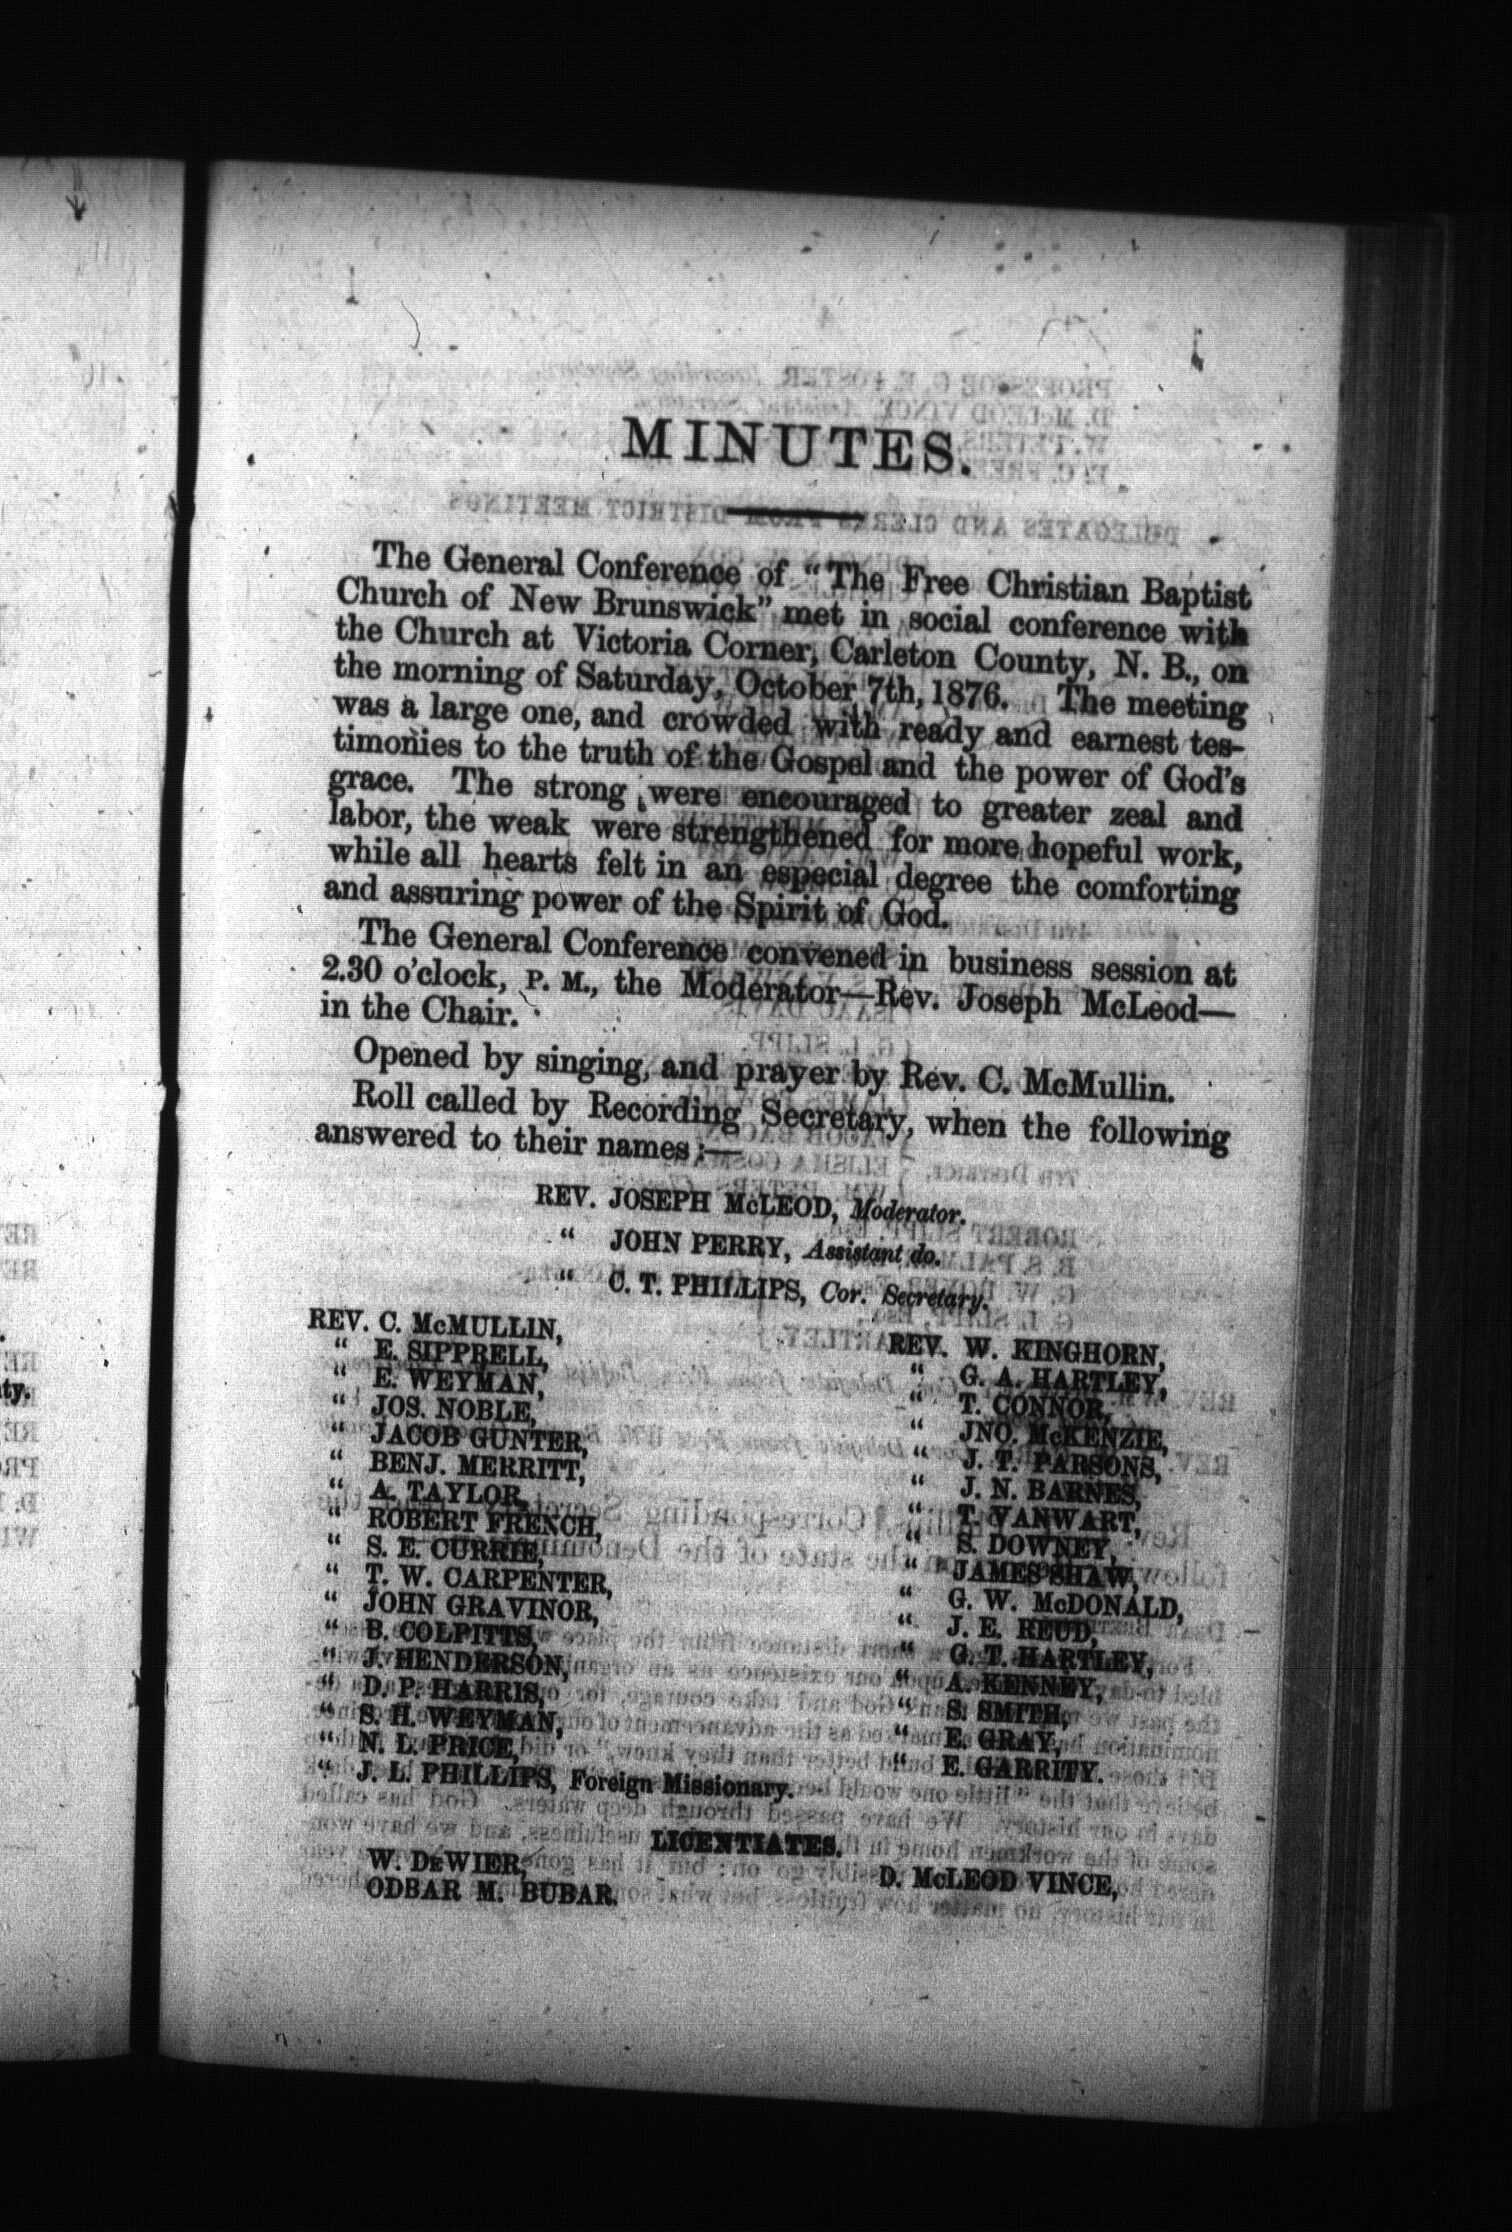 MINUTES.
The General Conference of "The Free Christian Baptist
Church of New Brunswick" met in social conference with
the Church at Victoria Corner, Carleton County, N. B., on
the morning of Saturday, October 7th, 1876. The meeting
was a large one, and crowded with ready and earnest tes-
timonies to the truth of the Gospel and the power of God's
grace. The strong were encouraged to greater zeal and
labor, the weak were strengthened for more hopeful work,
while all hearts felt in an especial degree the comforting
and assuring power of the Spirit of God.
The General Conference convened in business session at
2.30 o'clock, P. M., the Moderator—Rev. Joseph McLeod—
in the Chair.
Opened by singing, and prayer by Rev. C. McMullin.
Roll called by Recording Secretary, when the following
answered to their names:—
REV. JOSEPH McLEOD, Moderator.
" JOHN PERRY, Assistant do.
" C. T. PHILLIPS, Cor. Secretary.
REV. C. McMULLIN,
" E. SIPPRELL,
" E. WEYMAN,
" JOS. NOBLE,
" JACOB GUNTER,
" BENJ. MERRITT,
" A. TAYLOR,
" ROBERT FRENCH,
" S. E. CURRIE,
" T. W. CARPENTER,
" JOHN GRAVINOR,
" B. COLPITTS,
" J. HENDERSON,
" D. P. HARRIS,
" S. H. WEYMAN,
" N. L. PRICE,
" J. L. PHILLIPS, Foreign Missionary.
REV. W. KINGHORN,
" G. A. HARTLEY,
" T. CONNOR,
" JNO. McKENZIE,
" J. T. PARSONS,
" J. N. BARNES,
" T. VANWART,
" S. DOWNEY,
" JAMES SHAW,
" G. W. McDONALD,
" J. E. REUD,
" G. T. HARTLEY,
" A. KENNEY,
" S. SMITH,
" E. GRAY,
" E. GARRITY.
LICENTIATES.
W. DEWIER,
ODBAR M. BUBAR.
D. McLEOD VINCE,